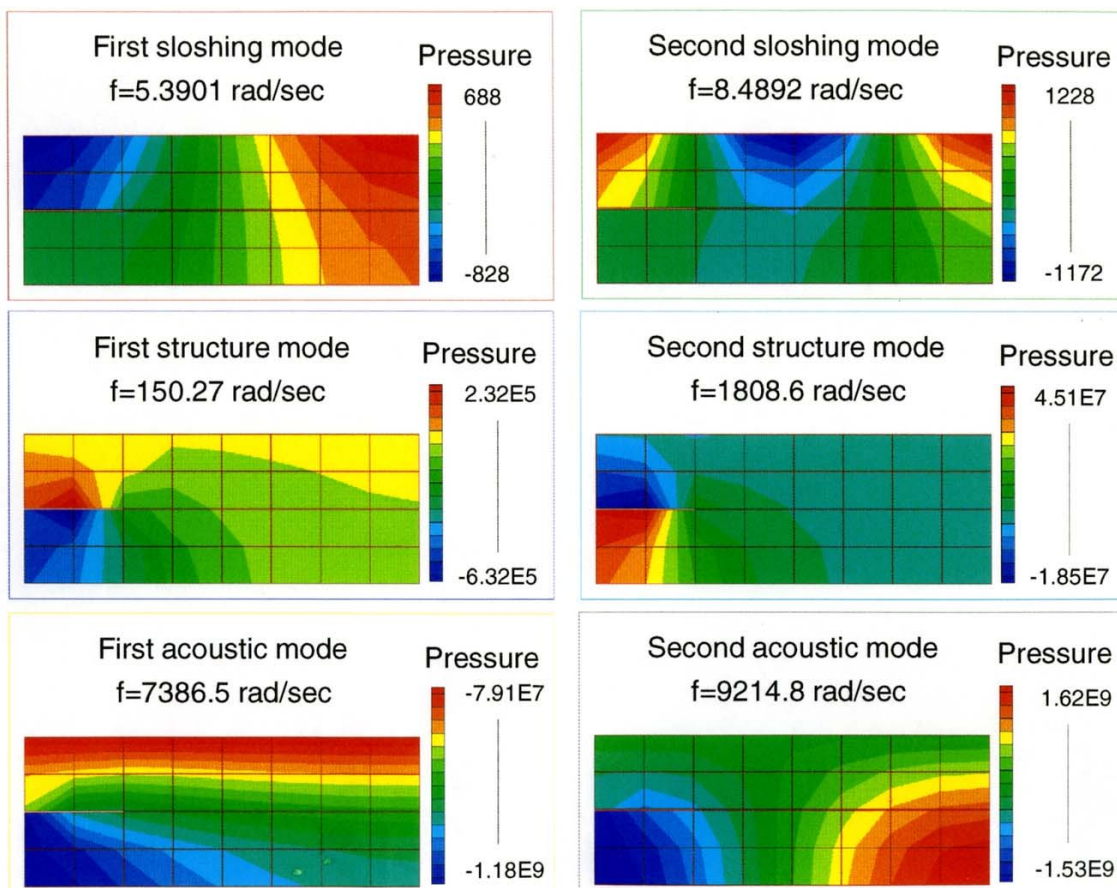 First sloshing mode
f=5.3901 rad/sec
Pressure
688
-828
Second sloshing mode
f=8.4892 rad/sec
Pressure
1228
-1172
First structure mode
f=150.27 rad/sec
Pressure
2.32E5
-6.32E5
Second structure mode
f=1808.6 rad/sec
Pressure
4.51E7
-1.85E7
First acoustic mode
f=7386.5 rad/sec
Pressure
-7.91E7
-1.18E9
Second acoustic mode
f=9214.8 rad/sec
Pressure
1.62E9
-1.53E9